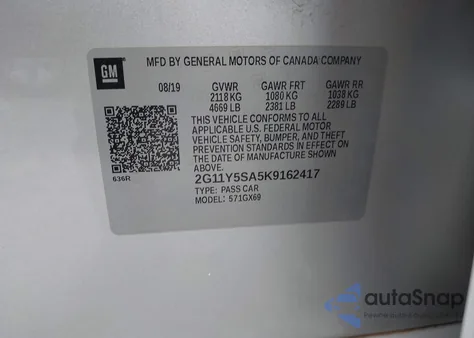 GM
MFD BY GENERAL MOTORS OF CANADA COMPANY
08/19 GVWR GAWR FRT GAWR RR
2118 KG 1080 KG 1038 KG
4669 LB 2381 LB 2289 LB
THIS VEHICLE CONFORMS TO ALL
APPLICABLE U.S. FEDERAL MOTOR
VEHICLE SAFETY, BUMPER, AND THEFT
PREVENTION STANDARDS IN EFFECT ON
THE DATE OF MANUFACTURE SHOWN
ABOVE.
636R
2G11Y5SA5K9162417
TYPE: PASS CAR
MODEL: 571GX69
autaSnap